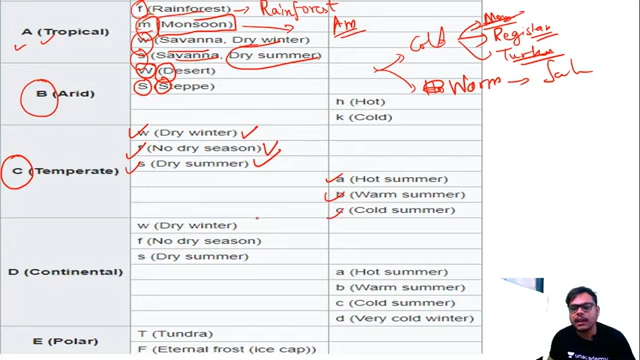 f (Rainforest) → Rainforest
A (Tropical)
m (Monsoon) → Am
w (Savanna, Dry winter)
s (Savanna, Dry summer)
Cold
Warm →
B (Arid)
W (Desert)
S (Steppe)
h (Hot)
k (Cold)
C (Temperate)
w (Dry winter)
f (No dry season)
s (Dry summer)
a (Hot summer)
b (Warm summer)
c (Cold summer)
D (Continental)
w (Dry winter)
f (No dry season)
s (Dry summer)
a (Hot summer)
b (Warm summer)
c (Cold summer)
d (Very cold winter)
E (Polar)
T (Tundra)
F (Eternal frost (ice cap))
unacademy